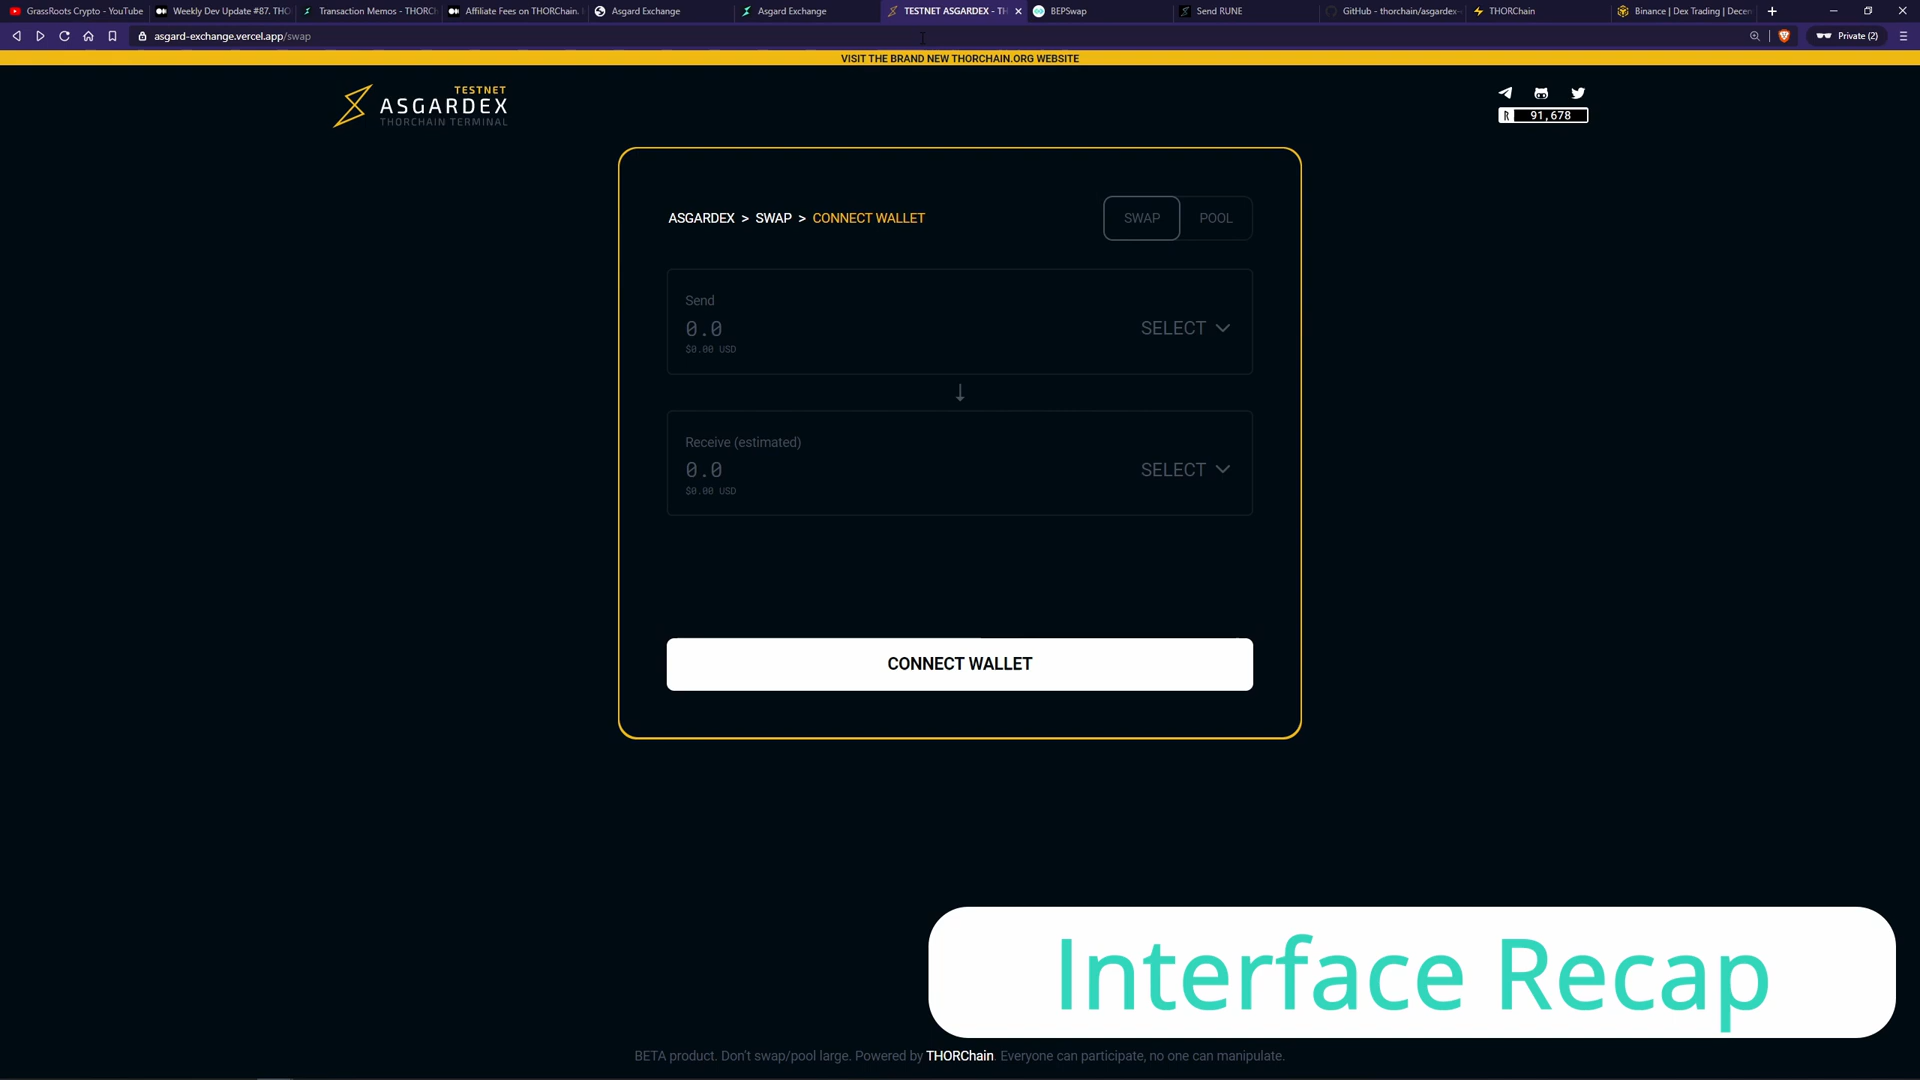 GrassRoots Crypto - YouTube
Weekly Dev Update #87. THO
Transaction Memos - THORC
Affiliate Fees on THORChain.
Asgard Exchange
Asgard Exchange
TESTNET ASGARDEX - TH
BEPSwap
Send RUNE
GitHub - thorchain/asgardex-
THORChain
Binance | Dex Trading | Decen
asgard-exchange.vercel.app/swap
Private (2)
VISIT THE BRAND NEW THORCHAIN.ORG WEBSITE
TESTNET
ASGARDEX
THORCHAIN TERMINAL
R 91,678
ASGARDEX > SWAP > CONNECT WALLET
SWAP
POOL
Send
0.0
SELECT
$0.00 USD
Receive (estimated)
0.0
SELECT
$0.00 USD
CONNECT WALLET
Interface Recap
BETA product. Don't swap/pool large. Powered by THORChain. Everyone can participate, no one can manipulate.